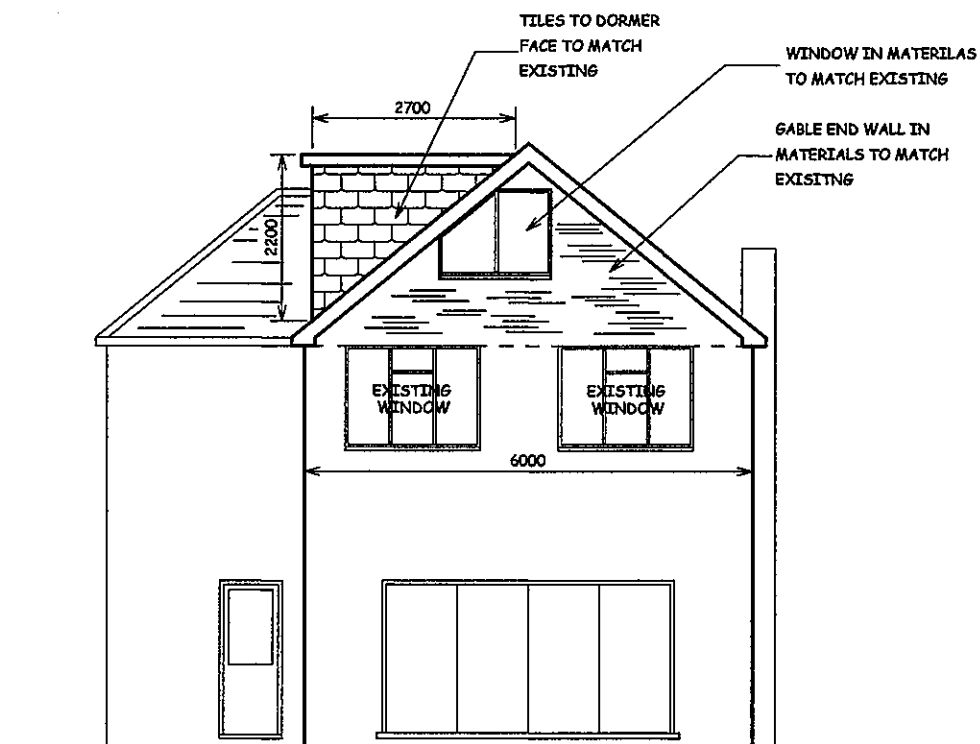 TILES TO DORMER
FACE TO MATCH
EXISTING
WINDOW IN MATERILAS
TO MATCH EXISTING
GABLE END WALL IN
MATERIALS TO MATCH
EXISITNG
2700
2200
EXISTING
WINDOW
EXISTING
WINDOW
6000